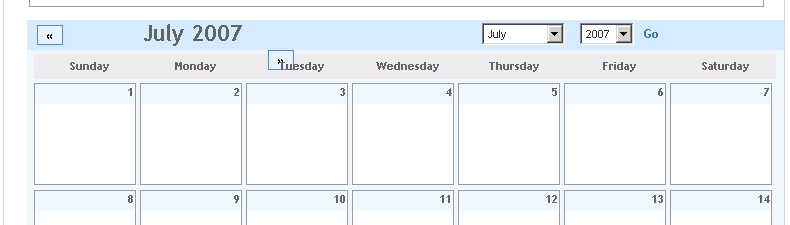 « July 2007 July 2007 Go
»
Sunday Monday Tuesday Wednesday Thursday Friday Saturday
1 2 3 4 5 6 7
8 9 10 11 12 13 14